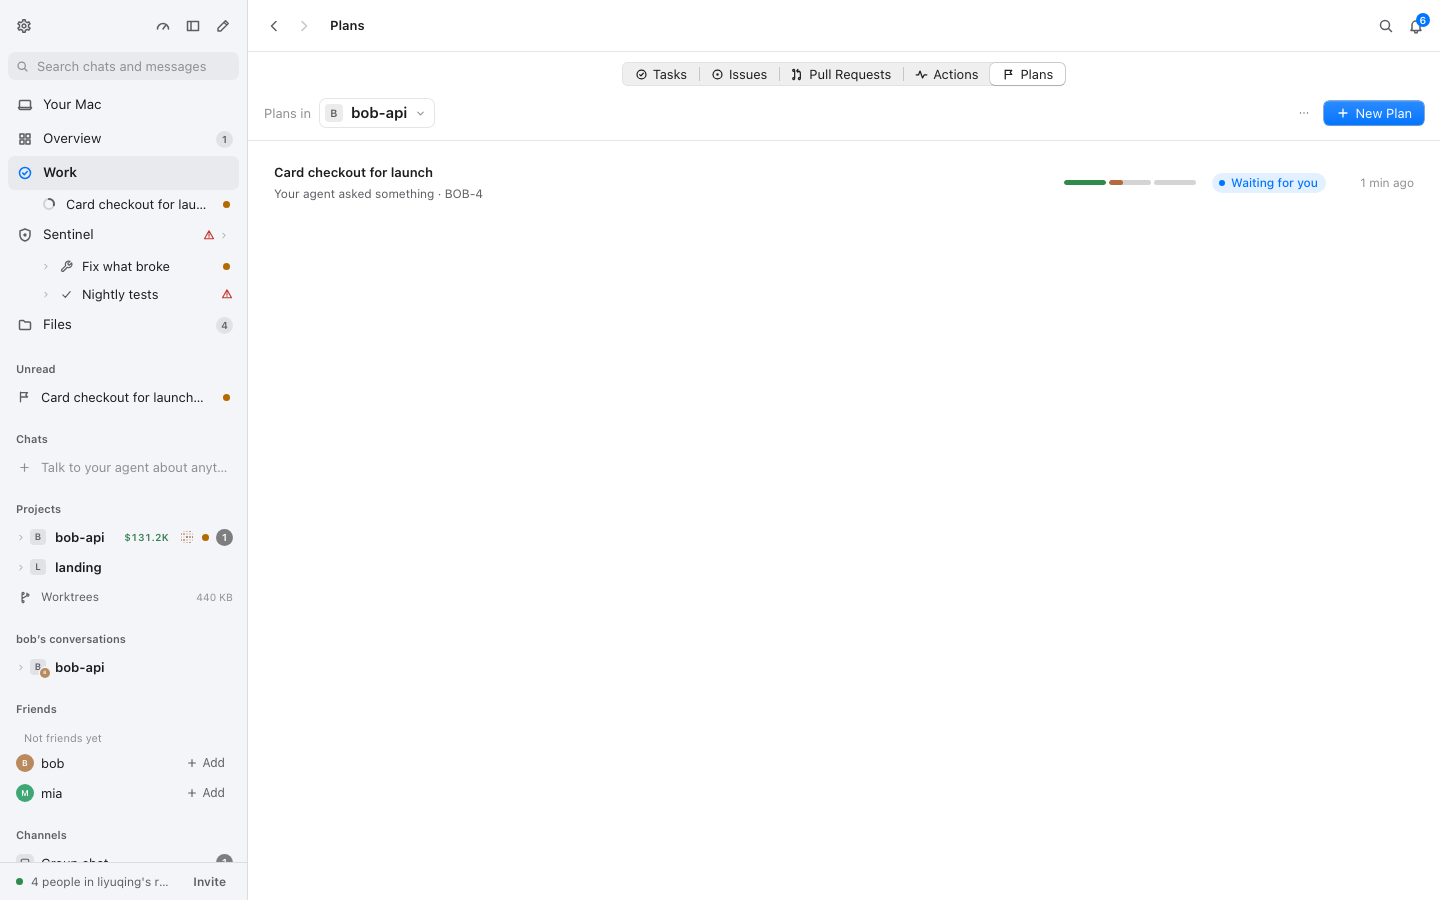 Plans
6
Search chats and messages
Your Mac
Overview 1
Work
Card checkout for lau...
Sentinel
Fix what broke
Nightly tests
Files 4
Unread
Card checkout for launch...
Chats
Talk to your agent about anyt...
Projects
B bob-api $131.2K 1
L landing
Worktrees 440 KB
bob's conversations
B bob-api
Friends
Not friends yet
B bob + Add
M mia + Add
Channels
Group chat 1
4 people in liyuqing's r... Invite
Tasks Issues Pull Requests Actions Plans
Plans in B bob-api ... + New Plan
Card checkout for launch
Your agent asked something · BOB-4
Waiting for you 1 min ago